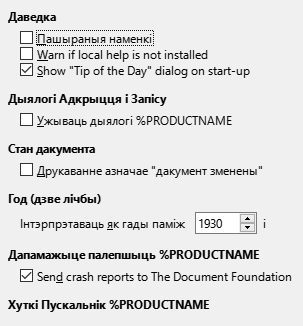 Даведка
Пашыраныя наменкі
Warn if local help is not installed
Show "Tip of the Day" dialog on start-up
Дыялогі Адкрыцця і Запісу
Ужываць дыялогі %PRODUCTNAME
Стан дакумента
Друкаванне азначае "дакумент зменены"
Год (дзве лічбы)
Інтэрпрэтаваць як гады паміж 1930 і
Дапамажыце палепшыць %PRODUCTNAME
Send crash reports to The Document Foundation
Хуткі Пускальнік %PRODUCTNAME